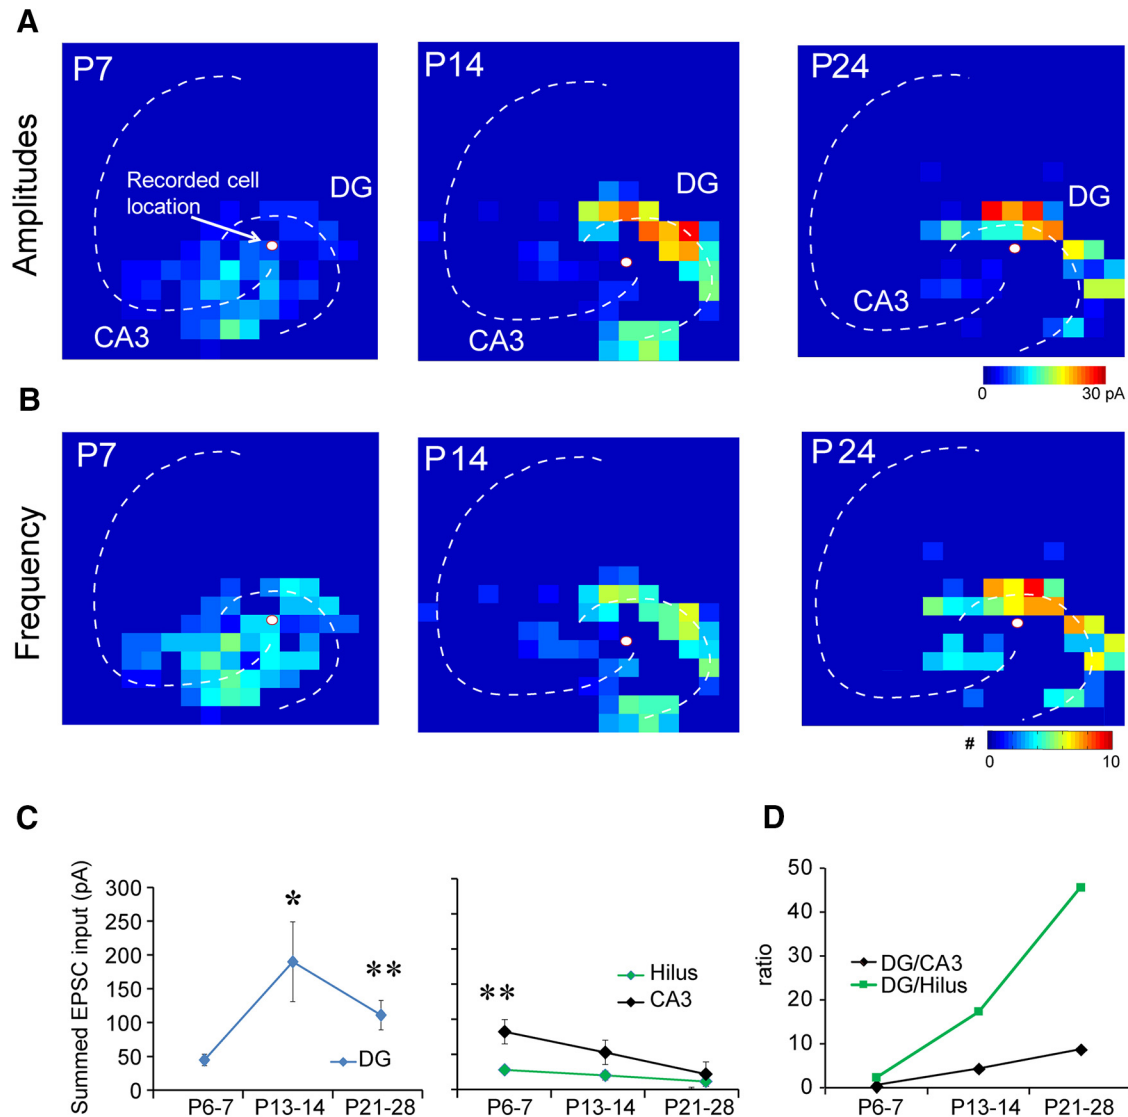 A
Amplitudes
P7
Recorded cell
location
DG
CA3
P14
DG
CA3
P24
DG
CA3
0 30 pA
B
Frequency
P7
P14
P24
# 0 10
C
Summed EPSC input (pA)
300
250
200
150
100
50
0
*
**
DG
P6-7 P13-14 P21-28
**
Hilus
CA3
P6-7 P13-14 P21-28
D
ratio
50
40
30
20
10
0
DG/CA3
DG/Hilus
P6-7 P13-14 P21-28